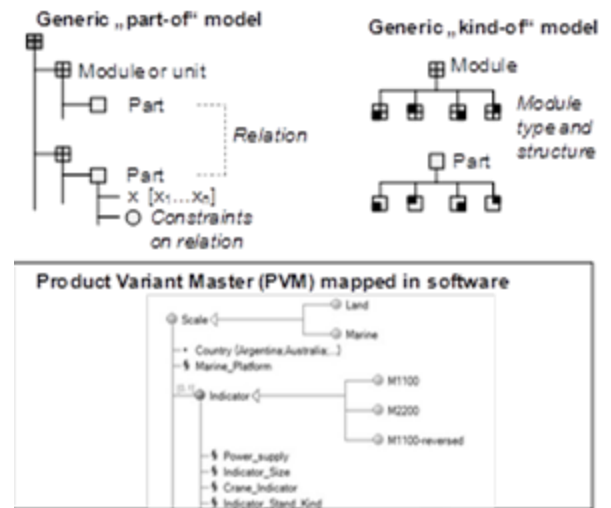 Generic „part-of“ model
Module or unit
Part
Relation
Part
x [x₁...xₙ]
Constraints
on relation
Generic „kind-of“ model
Module
Module
type and
structure
Part
Product Variant Master (PVM) mapped in software
Land
Scale
Marine
Country {Argentina;Australia;...}
Marine_Platform
M1100
Indicator
M2200
M1100-reversed
Power_supply
Indicator_Size
Crane_Indicator
Indicator_Stand_Kind